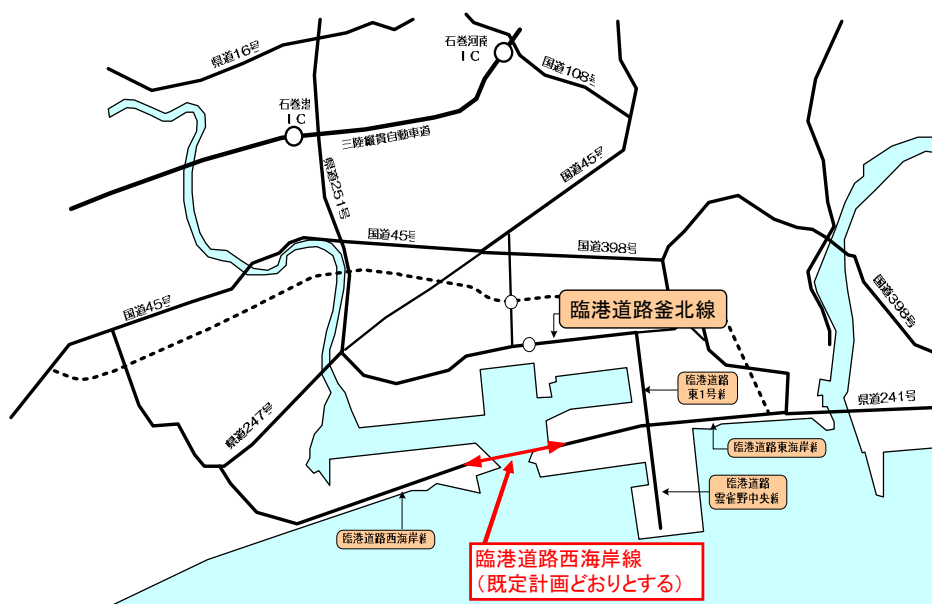 石巻河南
IC
県道16号
国道108号
石巻港
IC
三陸縦貫自動車道
県道251号
国道45号
国道45号
国道398号
国道45号
国道398号
臨港道路釜北線
臨港道路
東1号線
県道241号
県道247号
臨港道路東海岸線
臨港道路
雲雀野中央線
臨港道路西海岸線
臨港道路西海岸線
(既定計画どおりとする)